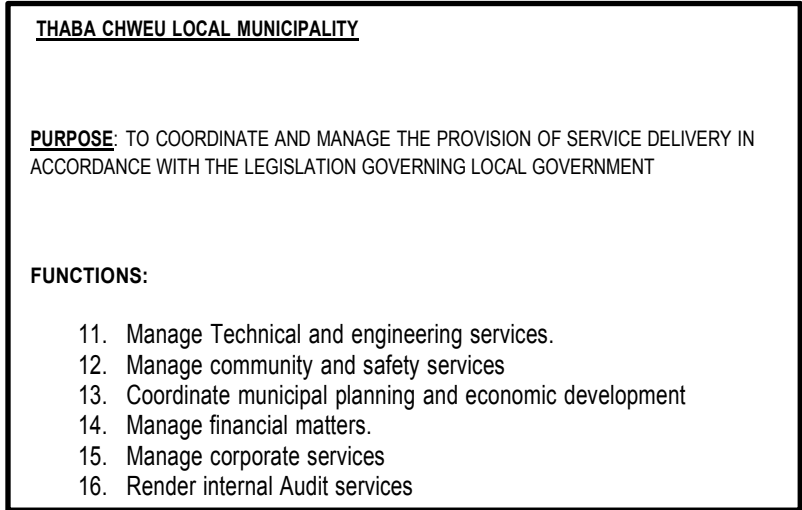 THABA CHWEU LOCAL MUNICIPALITY
PURPOSE: TO COORDINATE AND MANAGE THE PROVISION OF SERVICE DELIVERY IN
ACCORDANCE WITH THE LEGISLATION GOVERNING LOCAL GOVERNMENT
FUNCTIONS:
11. Manage Technical and engineering services.
12. Manage community and safety services
13. Coordinate municipal planning and economic development
14. Manage financial matters.
15. Manage corporate services
16. Render internal Audit services